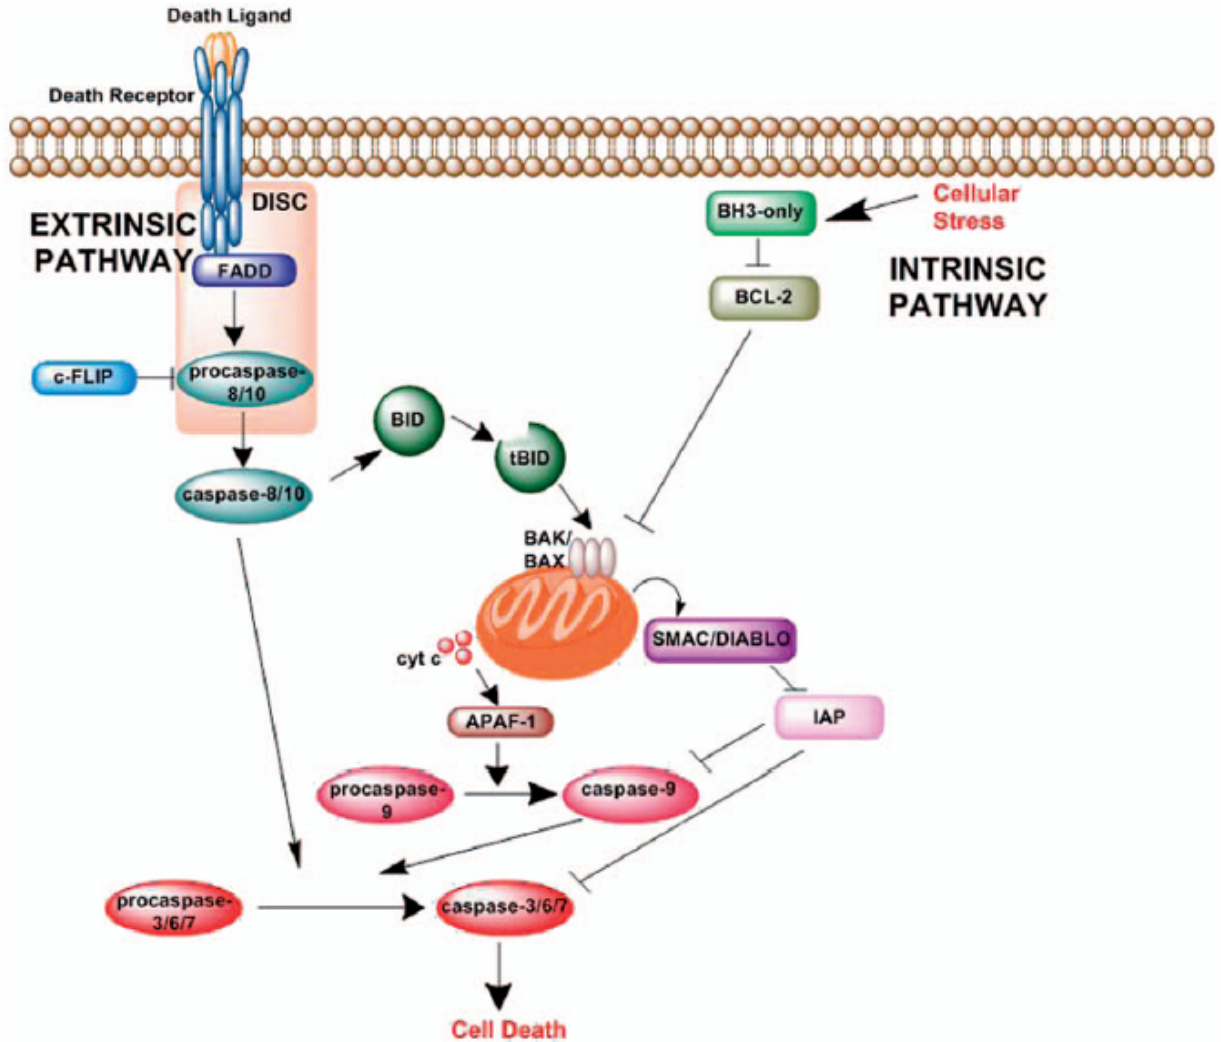 Death Ligand
Death Receptor
DISC
EXTRINSIC
PATHWAY
FADD
c-FLIP
procaspase-
8/10
caspase-8/10
BID
tBID
BH3-only
Cellular
Stress
BCL-2
INTRINSIC
PATHWAY
BAK/
BAX
SMAC/DIABLO
cyt c
IAP
APAF-1
procaspase-
9
caspase-9
procaspase-
3/6/7
caspase-3/6/7
Cell Death